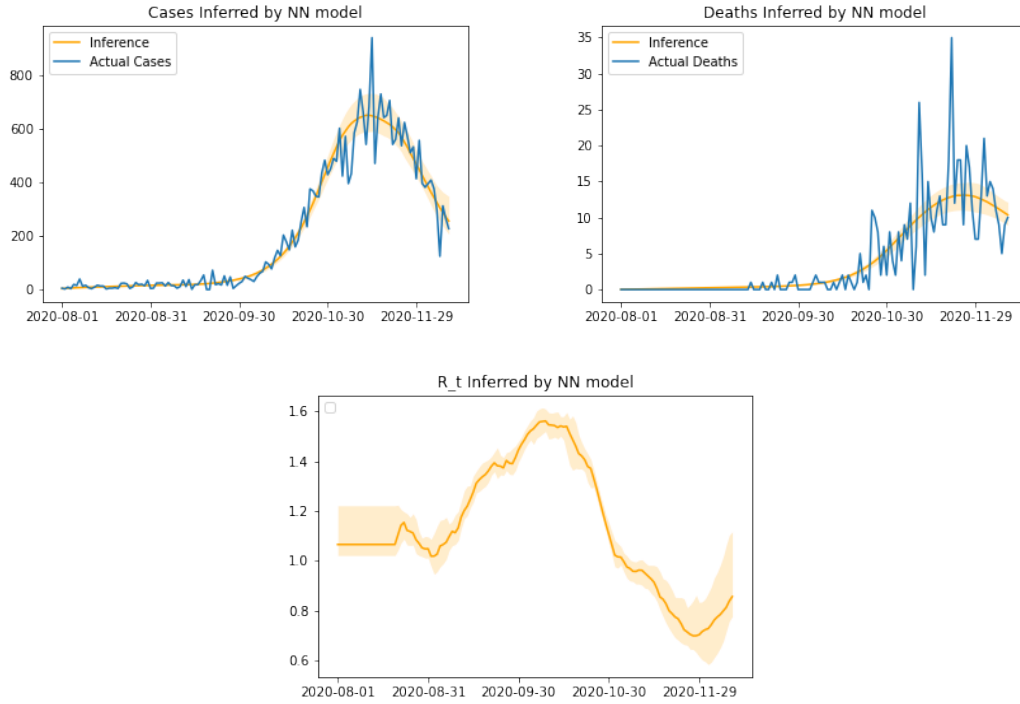 Cases Inferred by NN model
Inference
Actual Cases
800
600
400
200
0
2020-08-01 2020-08-31 2020-09-30 2020-10-30 2020-11-29
Deaths Inferred by NN model
Inference
Actual Deaths
35
30
25
20
15
10
5
0
2020-08-01 2020-08-31 2020-09-30 2020-10-30 2020-11-29
R_t Inferred by NN model
1.6
1.4
1.2
1.0
0.8
0.6
2020-08-01 2020-08-31 2020-09-30 2020-10-30 2020-11-29